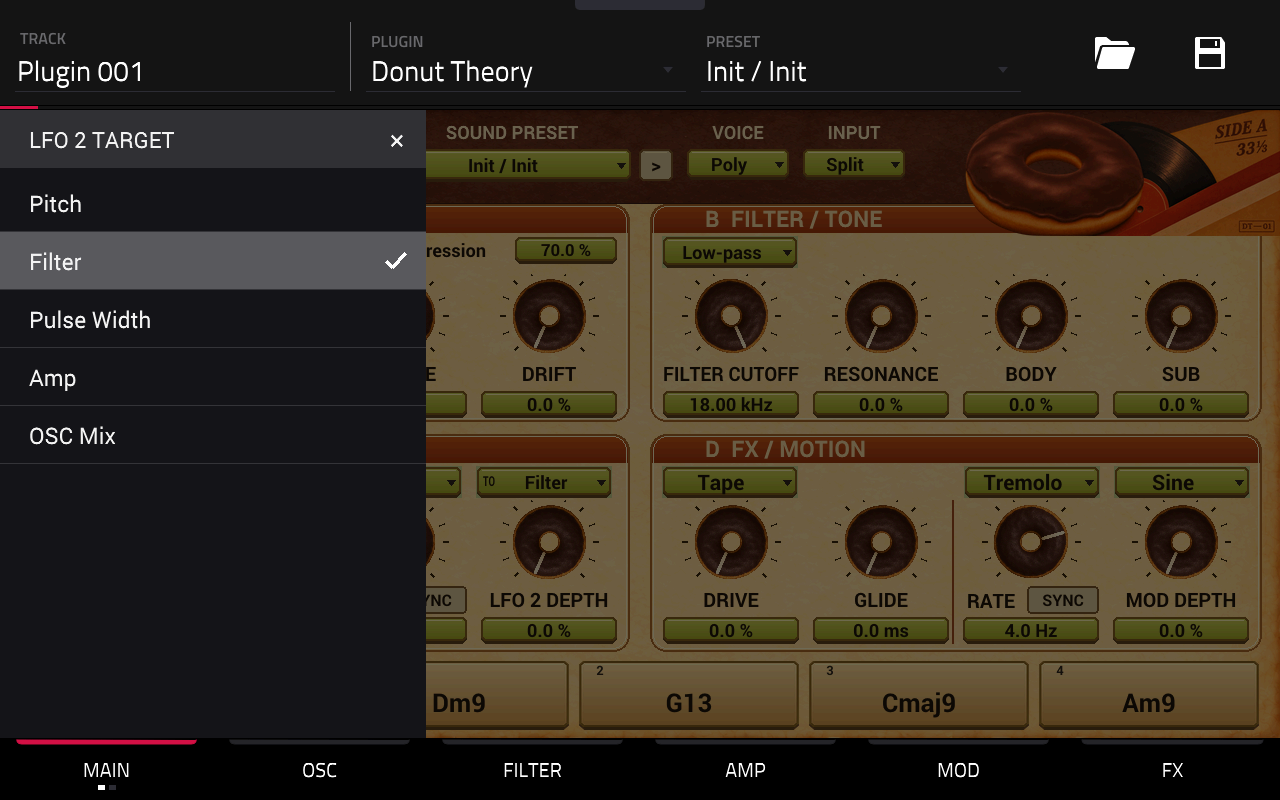 TRACK
Plugin 001
PLUGIN
Donut Theory
PRESET
Init / Init
LFO 2 TARGET
Pitch
Filter
Pulse Width
Amp
OSC Mix
SOUND PRESET
Init / Init
>
VOICE
Poly
INPUT
Split
SIDE A
33⅓
DT-01
ression
70.0 %
E
DRIFT
0.0 %
B FILTER / TONE
Low-pass
FILTER CUTOFF
RESONANCE
BODY
SUB
18.00 kHz
0.0 %
0.0 %
0.0 %
TO Filter
YNC
LFO 2 DEPTH
0.0 %
D FX / MOTION
Tape
Tremolo
Sine
DRIVE
GLIDE
RATE
SYNC
MOD DEPTH
0.0 %
0.0 ms
4.0 Hz
0.0 %
Dm9
2
G13
3
Cmaj9
4
Am9
MAIN
OSC
FILTER
AMP
MOD
FX